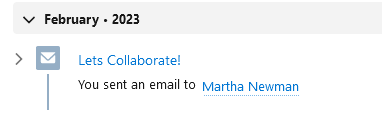 February • 2023
Lets Collaborate!
You sent an email to Martha Newman